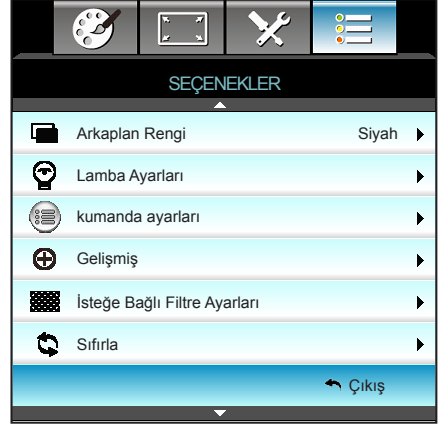 SEÇENEKLER
Arkaplan Rengi Siyah
Lamba Ayarları
kumanda ayarları
Gelişmiş
İsteğe Bağlı Filtre Ayarları
Sıfırla
Çıkış